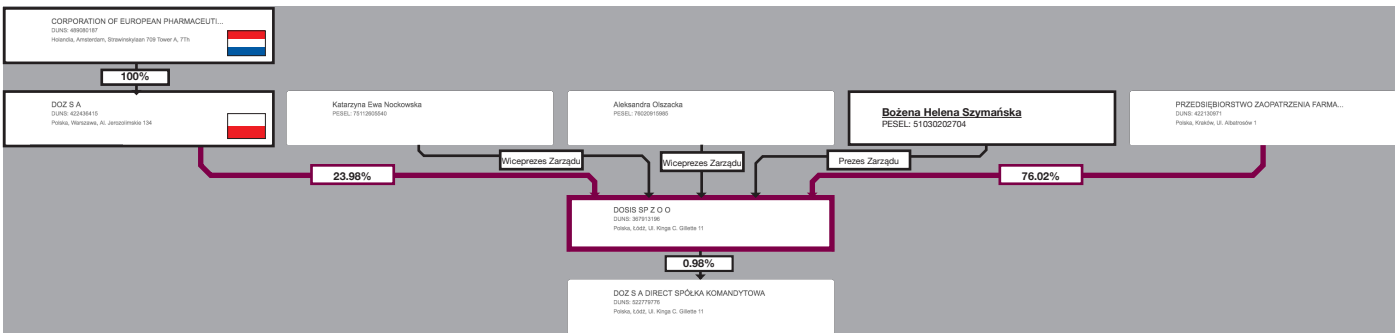 CORPORATION OF EUROPEAN PHARMACEUTI...
DUNS: 489080187
Holandia, Amsterdam, Strawinskylaan 709 Tower A, 7Th
100%
DOZ S A
DUNS: 422436415
Polska, Warszawa, Al. Jerozolimskie 134
Katarzyna Ewa Nockowska
PESEL: 75112605640
Aleksandra Olszacka
PESEL: 76020915985
Bożena Helena Szymańska
PESEL: 51030202704
PRZEDSIĘBIORSTWO ZAOPATRZENIA FARMA...
DUNS: 422130971
Polska, Kraków, Ul. Albatrosów 1
Wiceprezes Zarządu
Wiceprezes Zarządu
Prezes Zarządu
23.98%
76.02%
DOSIS SP Z O O
DUNS: 367913196
Polska, Łódź, Ul. Kinga C. Gillette 11
0.98%
DOZ S A DIRECT SPÓŁKA KOMANDYTOWA
DUNS: 522779776
Polska, Łódź, Ul. Kinga C. Gillette 11